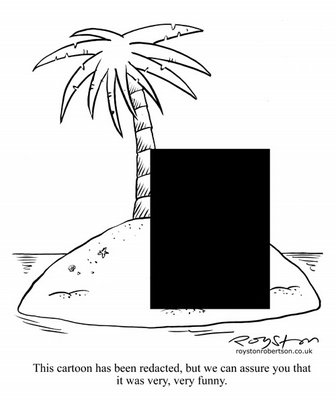 Royston
roystonrobertson.co.uk
This cartoon has been redacted, but we can assure you that
it was very, very funny.